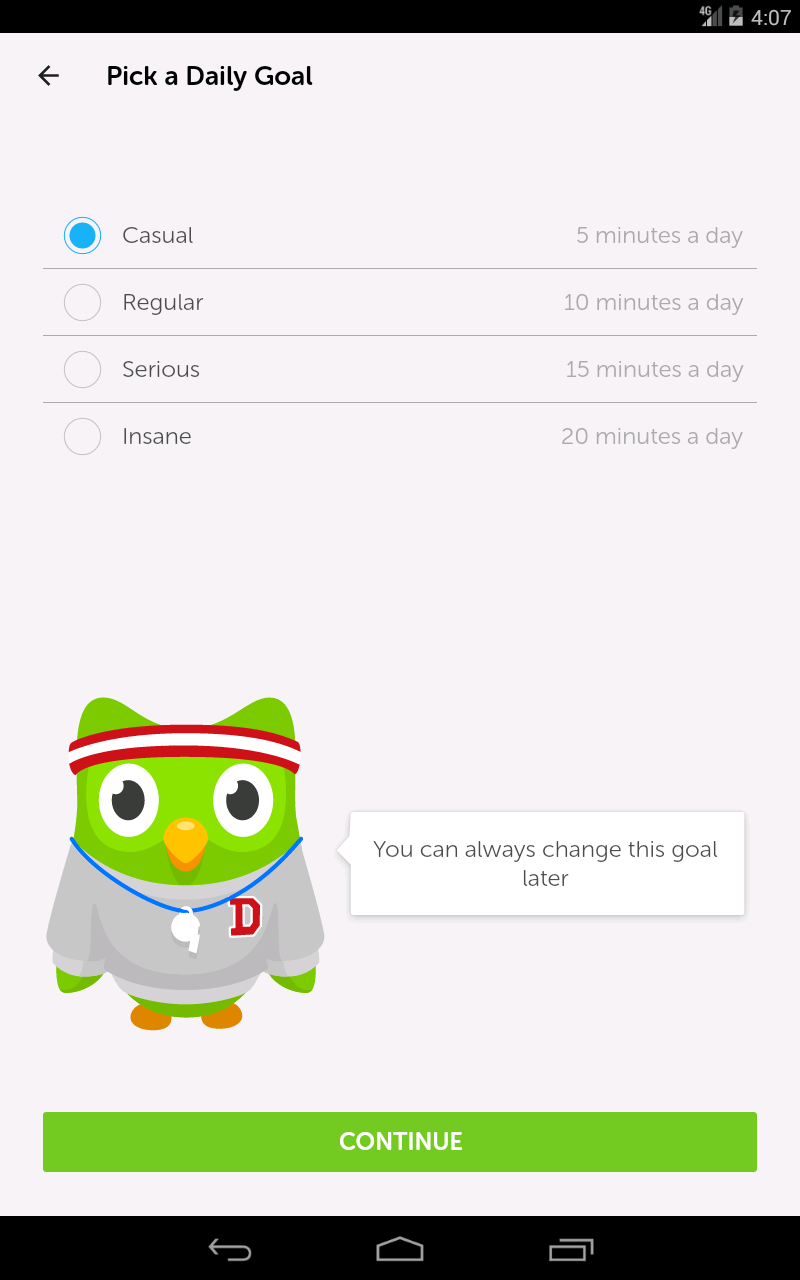 4G 4:07
Pick a Daily Goal
Casual 5 minutes a day
Regular 10 minutes a day
Serious 15 minutes a day
Insane 20 minutes a day
You can always change this goal
later
D
CONTINUE